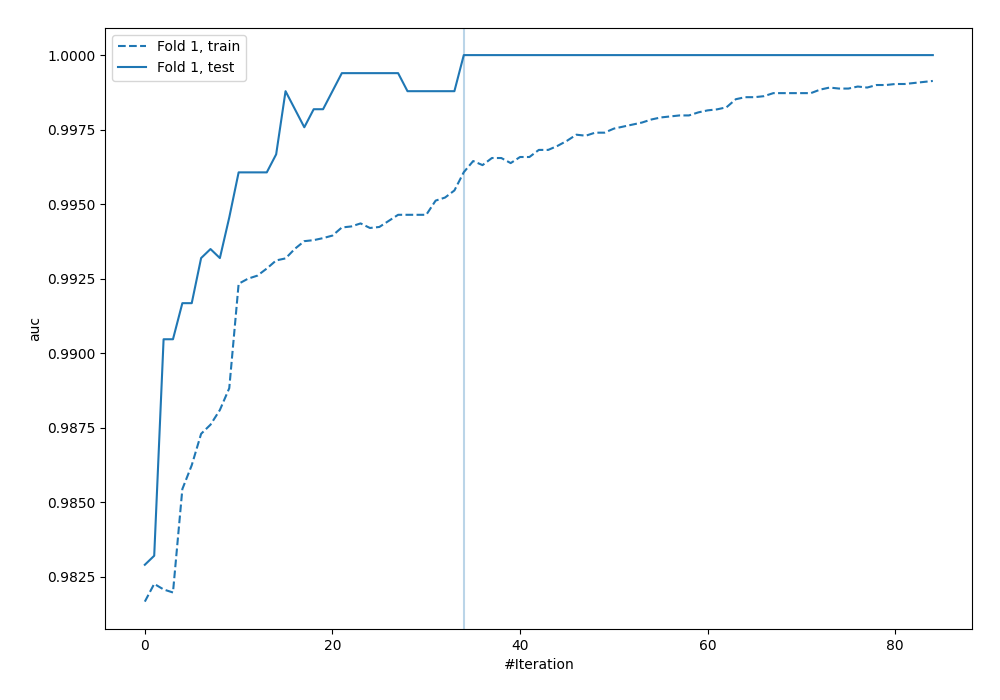 Fold 1, train
Fold 1, test
1.0000
0.9975
0.9950
0.9925
0.9900
0.9875
0.9850
0.9825
auc
0 20 40 60 80
#Iteration